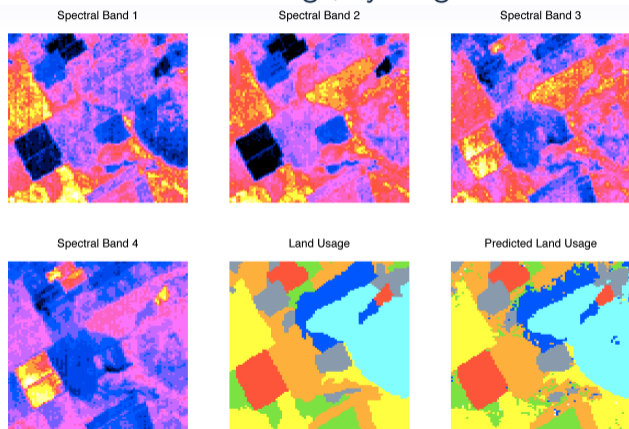 Spectral Band 1
Spectral Band 2
Spectral Band 3
Spectral Band 4
Land Usage
Predicted Land Usage